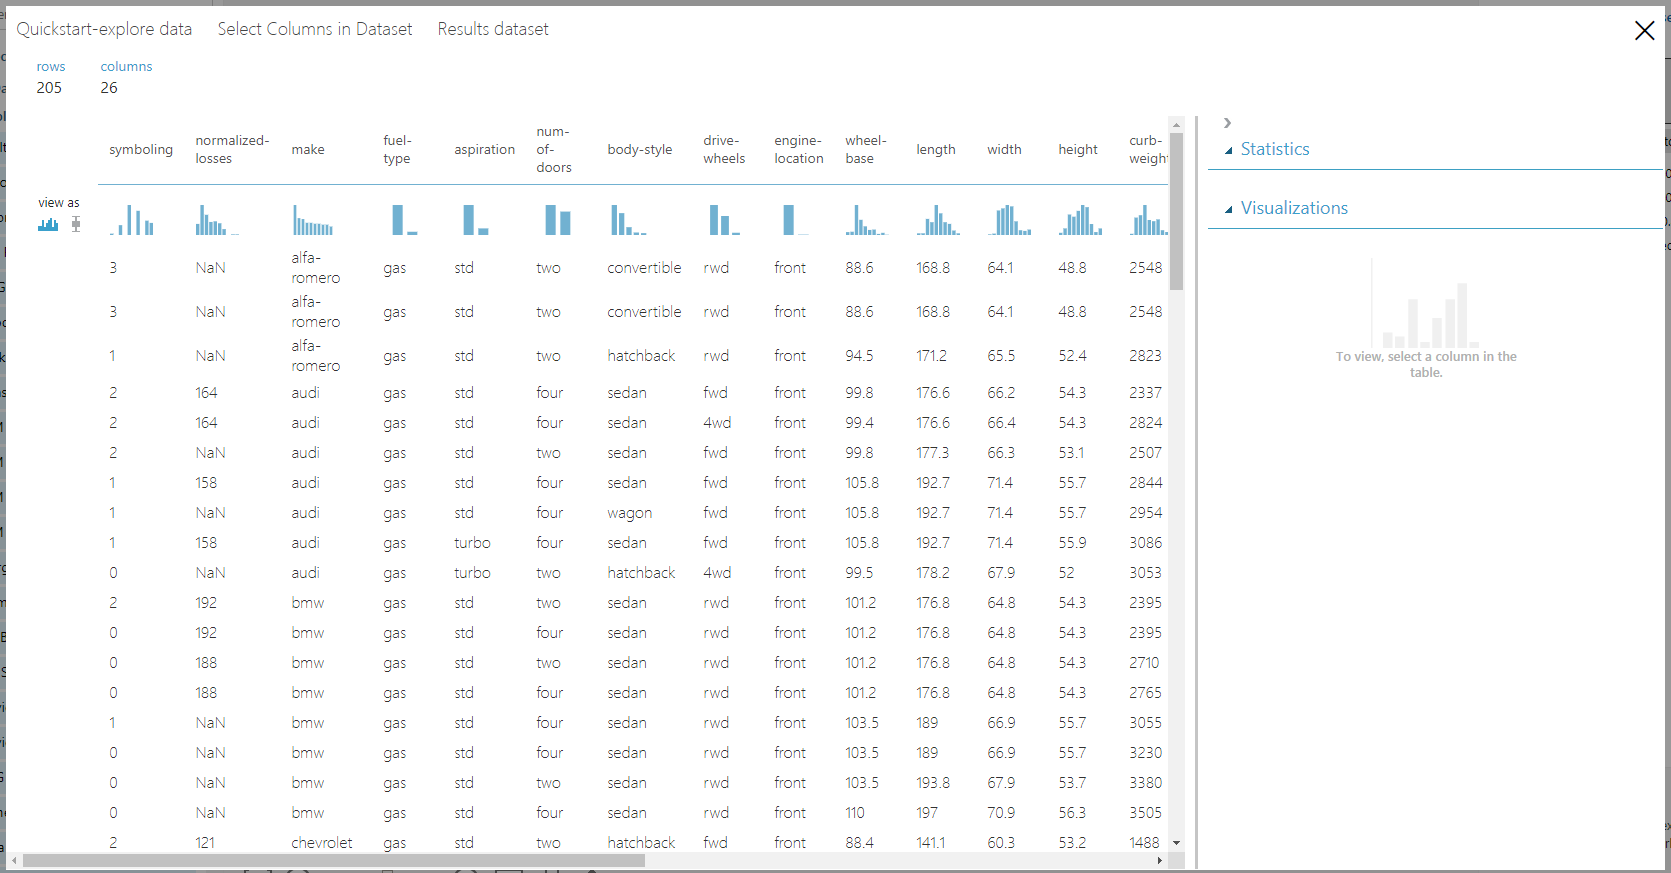 Quickstart-explore data Select Columns in Dataset Results dataset
rows columns
205 26
symboling normalized-losses make fuel-type aspiration num-of-doors body-style drive-wheels engine-location wheel-base length width height curb-weight
view as
3 NaN alfa-romero gas std two convertible rwd front 88.6 168.8 64.1 48.8 2548
3 NaN alfa-romero gas std two convertible rwd front 88.6 168.8 64.1 48.8 2548
1 NaN alfa-romero gas std two hatchback rwd front 94.5 171.2 65.5 52.4 2823
2 164 audi gas std four sedan fwd front 99.8 176.6 66.2 54.3 2337
2 164 audi gas std four sedan 4wd front 99.4 176.6 66.4 54.3 2824
2 NaN audi gas std two sedan fwd front 99.8 177.3 66.3 53.1 2507
1 158 audi gas std four sedan fwd front 105.8 192.7 71.4 55.7 2844
1 NaN audi gas std four wagon fwd front 105.8 192.7 71.4 55.7 2954
1 158 audi gas turbo four sedan fwd front 105.8 192.7 71.4 55.9 3086
0 NaN audi gas turbo two hatchback 4wd front 99.5 178.2 67.9 52 3053
2 192 bmw gas std two sedan rwd front 101.2 176.8 64.8 54.3 2395
0 192 bmw gas std four sedan rwd front 101.2 176.8 64.8 54.3 2395
0 188 bmw gas std two sedan rwd front 101.2 176.8 64.8 54.3 2710
0 188 bmw gas std four sedan rwd front 101.2 176.8 64.8 54.3 2765
1 NaN bmw gas std four sedan rwd front 103.5 189 66.9 55.7 3055
0 NaN bmw gas std four sedan rwd front 103.5 189 66.9 55.7 3230
0 NaN bmw gas std two sedan rwd front 103.5 193.8 67.9 53.7 3380
0 NaN bmw gas std four sedan rwd front 110 197 70.9 56.3 3505
2 121 chevrolet gas std two hatchback fwd front 88.4 141.1 60.3 53.2 1488
Statistics
Visualizations
To view, select a column in the
table.